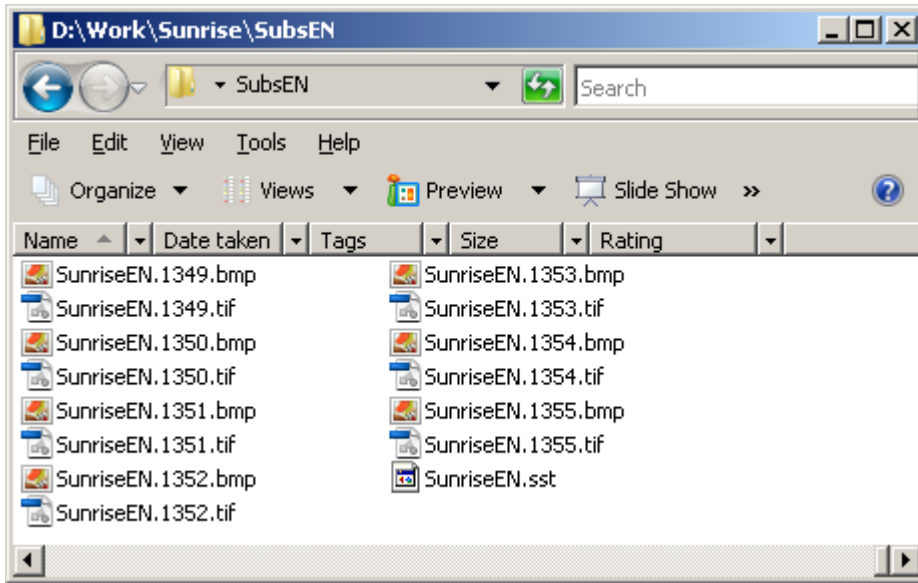 D:\Work\Sunrise\SubsEN
SubsEN
Search
File Edit View Tools Help
Organize Views Preview Slide Show »
Name Date taken Tags Size Rating
SunriseEN.1349.bmp
SunriseEN.1349.tif
SunriseEN.1350.bmp
SunriseEN.1350.tif
SunriseEN.1351.bmp
SunriseEN.1351.tif
SunriseEN.1352.bmp
SunriseEN.1352.tif
SunriseEN.1353.bmp
SunriseEN.1353.tif
SunriseEN.1354.bmp
SunriseEN.1354.tif
SunriseEN.1355.bmp
SunriseEN.1355.tif
SunriseEN.sst